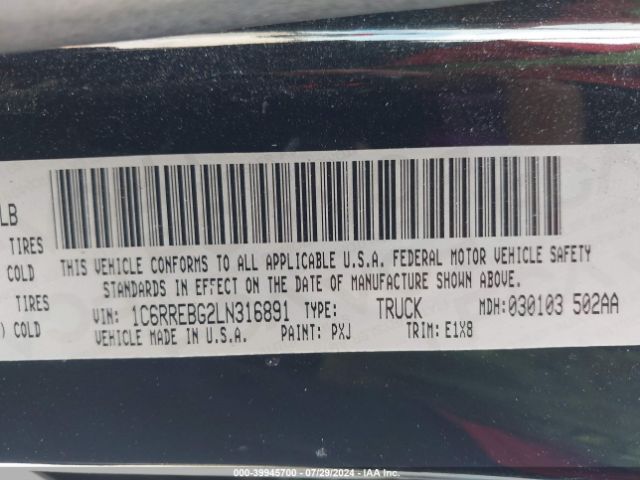 LB
TIRES
COLD
THIS VEHICLE CONFORMS TO ALL APPLICABLE U.S.A. FEDERAL MOTOR VEHICLE SAFETY
STANDARDS IN EFFECT ON THE DATE OF MANUFACTURE SHOWN ABOVE.
TIRES
) COLD
VIN: 1C6RREBG2LN316891 TYPE: TRUCK MDH:030103 502AA
VEHICLE MADE IN U.S.A. PAINT: PXJ TRIM: E1X8
000-39945700 - 07/29/2024 - IAA Inc.